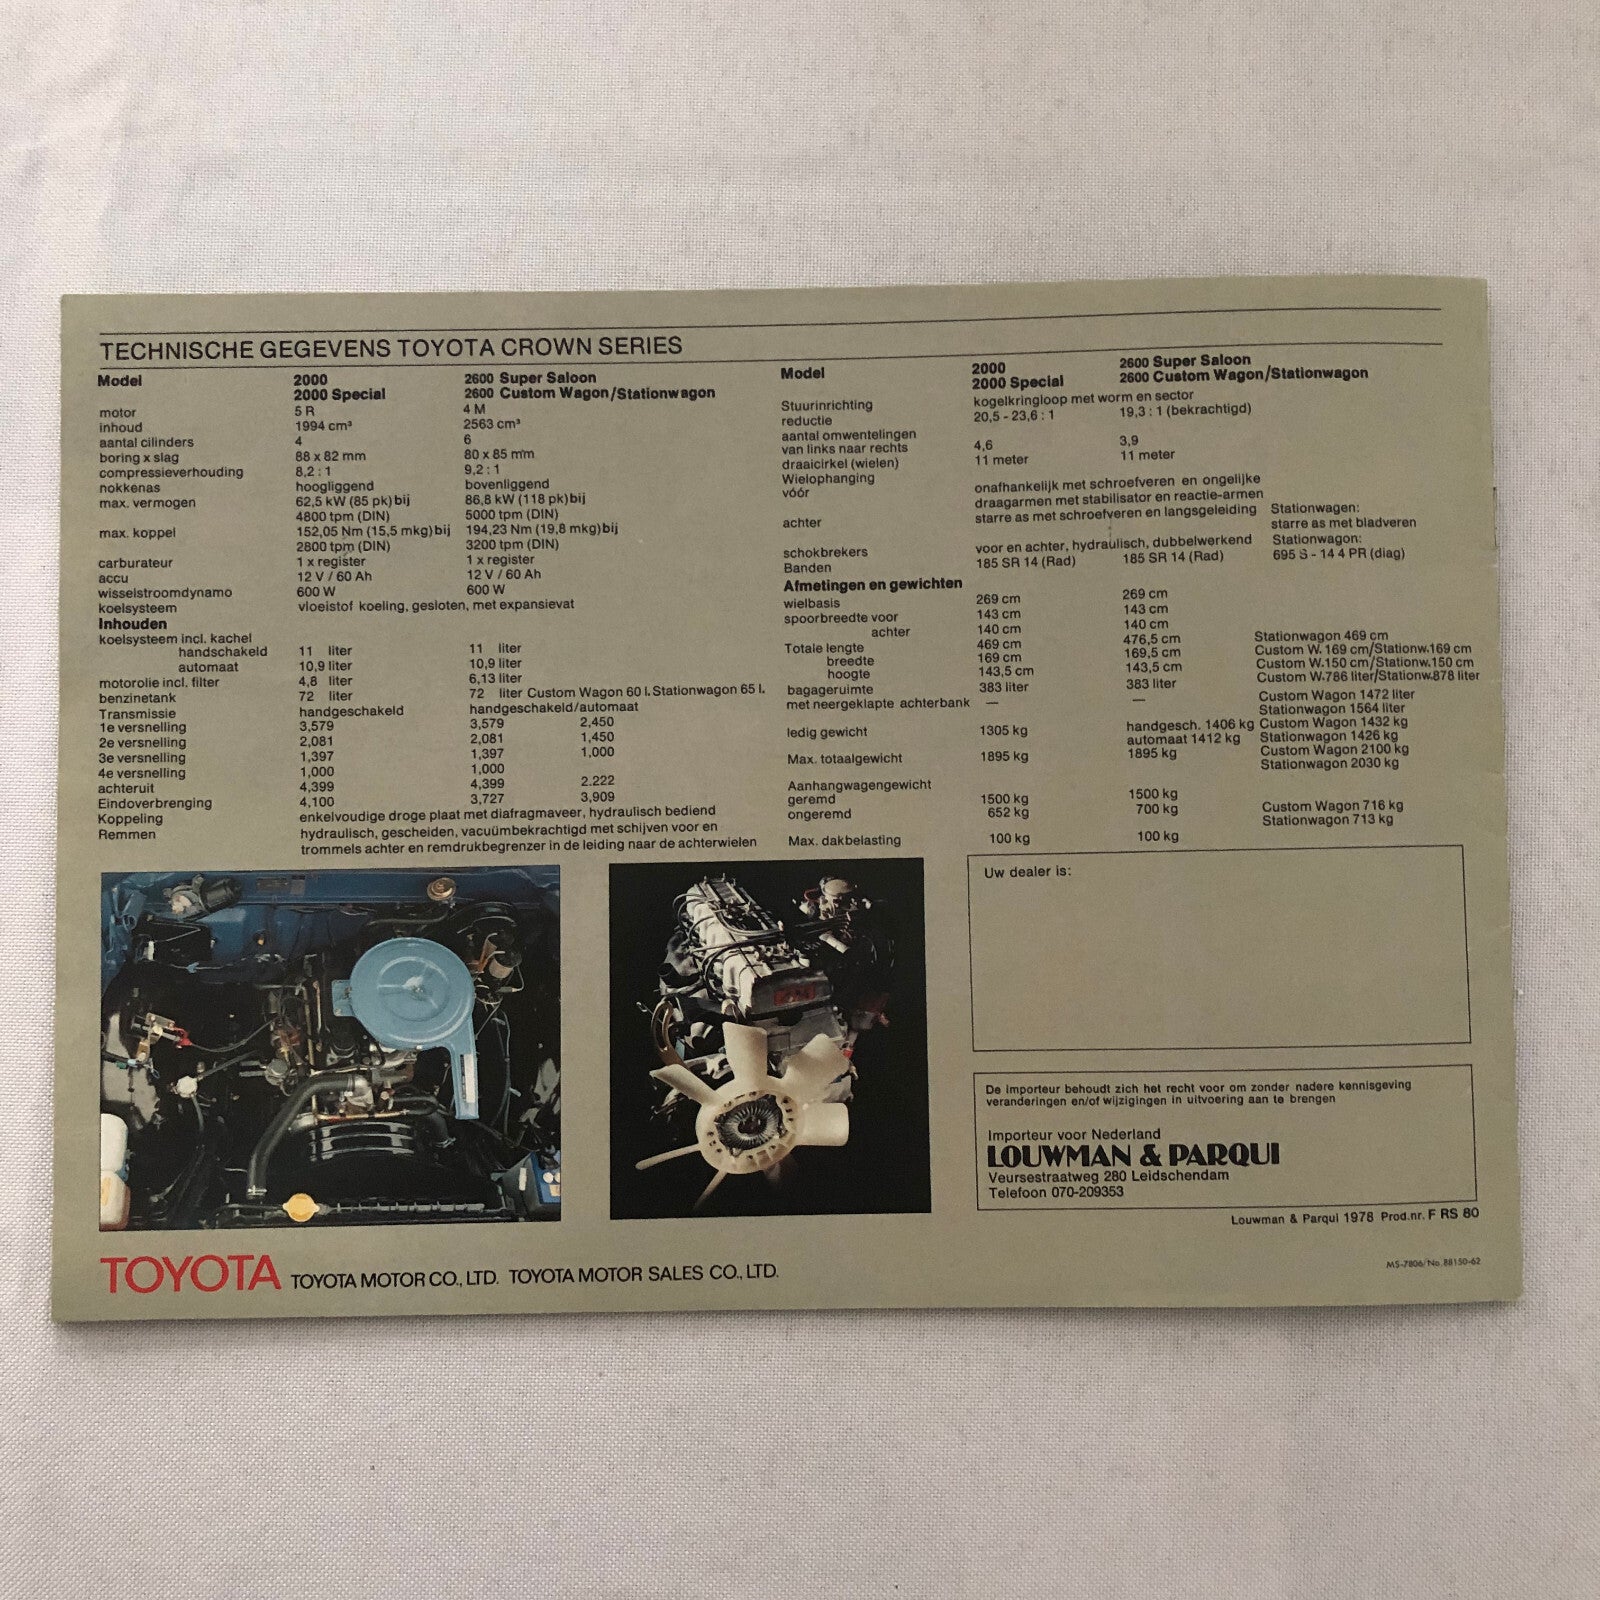 TECHNISCHE GEGEVENS TOYOTA CROWN SERIES
Model 2000 2600 Super Saloon
2000 Special 2600 Custom Wagon/Stationwagon
motor 5 R 4 M
inhoud 1994 cm³ 2563 cm³
aantal cilinders 4 6
boring x slag 88 x 82 mm 80 x 85 mm
compressieverhouding 8,2 : 1 9,2 : 1
nokkenas hoogliggend bovenliggend
max. vermogen 62,5 kW (85 pk) bij 86,8 kW (118 pk) bij
4800 tpm (DIN) 5000 tpm (DIN)
max. koppel 152,05 Nm (15,5 mkg) bij 194,23 Nm (19,8 mkg) bij
2800 tpm (DIN) 3200 tpm (DIN)
carburateur 1 x register 1 x register
accu 12 V / 60 Ah 12 V / 60 Ah
wisselstroomdynamo 600 W 600 W
koelsysteem vloeistof koeling, gesloten, met expansievat
Inhouden
koelsysteem incl. kachel
handschakeld 11 liter 11 liter
automaat 10,9 liter 10,9 liter
motorolie incl. filter 4,8 liter 6,13 liter
benzinetank 72 liter 72 liter Custom Wagon 60 l. Stationwagon 65 l.
Transmissie handgeschakeld handgeschakeld/automaat
1e versnelling 3,579 3,579 2,450
2e versnelling 2,081 2,081 1,450
3e versnelling 1,397 1,397 1,000
4e versnelling 1,000 1,000
achteruit 4,399 4,399 2.222
Eindoverbrenging 4,100 3,727 3,909
Koppeling enkelvoudige droge plaat met diafragmaveer, hydraulisch bediend
Remmen hydraulisch, gescheiden, vacuümbekrachtigd met schijven voor en
trommels achter en remdrukbegrenzer in de leiding naar de achterwielen
Model 2000 2600 Super Saloon
2000 Special 2600 Custom Wagon/Stationwagon
Stuurinrichting kogelkringloop met worm en sector
reductie 20,5 - 23,6 : 1 19,3 : 1 (bekrachtigd)
aantal omwentelingen
van links naar rechts 4,6 3,9
draaicirkel (wielen) 11 meter 11 meter
Wielophanging
vóór onafhankelijk met schroefveren en ongelijke
draagarmen met stabilisator en reactie-armen
achter starre as met schroefveren en langsgeleiding Stationwagen:
starre as met bladveren
schokbrekers voor en achter, hydraulisch, dubbelwerkend Stationwagon:
Banden 185 SR 14 (Rad) 185 SR 14 (Rad) 695 S - 14 4 PR (diag)
Afmetingen en gewichten
wielbasis 269 cm 269 cm
spoorbreedte voor 143 cm 143 cm
achter 140 cm 140 cm
Totale lengte 469 cm 476,5 cm Stationwagon 469 cm
breedte 169 cm 169,5 cm Custom W. 169 cm/Stationw. 169 cm
hoogte 143,5 cm 143,5 cm Custom W. 150 cm/Stationw. 150 cm
bagageruimte 383 liter 383 liter Custom W. 786 liter/Stationw. 878 liter
met neergeklapte achterbank — — Custom Wagon 1472 liter
Stationwagon 1564 liter
ledig gewicht 1305 kg handgesch. 1406 kg Custom Wagon 1432 kg
automaat 1412 kg Stationwagon 1426 kg
Max. totaalgewicht 1895 kg 1895 kg Custom Wagon 2100 kg
Stationwagon 2030 kg
Aanhangwagengewicht
geremd 1500 kg 1500 kg
ongeremd 652 kg 700 kg Custom Wagon 716 kg
Stationwagon 713 kg
Max. dakbelasting 100 kg 100 kg
Uw dealer is:
De importeur behoudt zich het recht voor om zonder nadere kennisgeving
veranderingen en/of wijzigingen in uitvoering aan te brengen
Importeur voor Nederland
LOUWMAN & PARQUI
Veursestraatweg 280 Leidschendam
Telefoon 070-209353
Louwman & Parqui 1978 Prod.nr. F RS 80
TOYOTA TOYOTA MOTOR CO., LTD. TOYOTA MOTOR SALES CO., LTD.
MS-7806/No. 88150-62